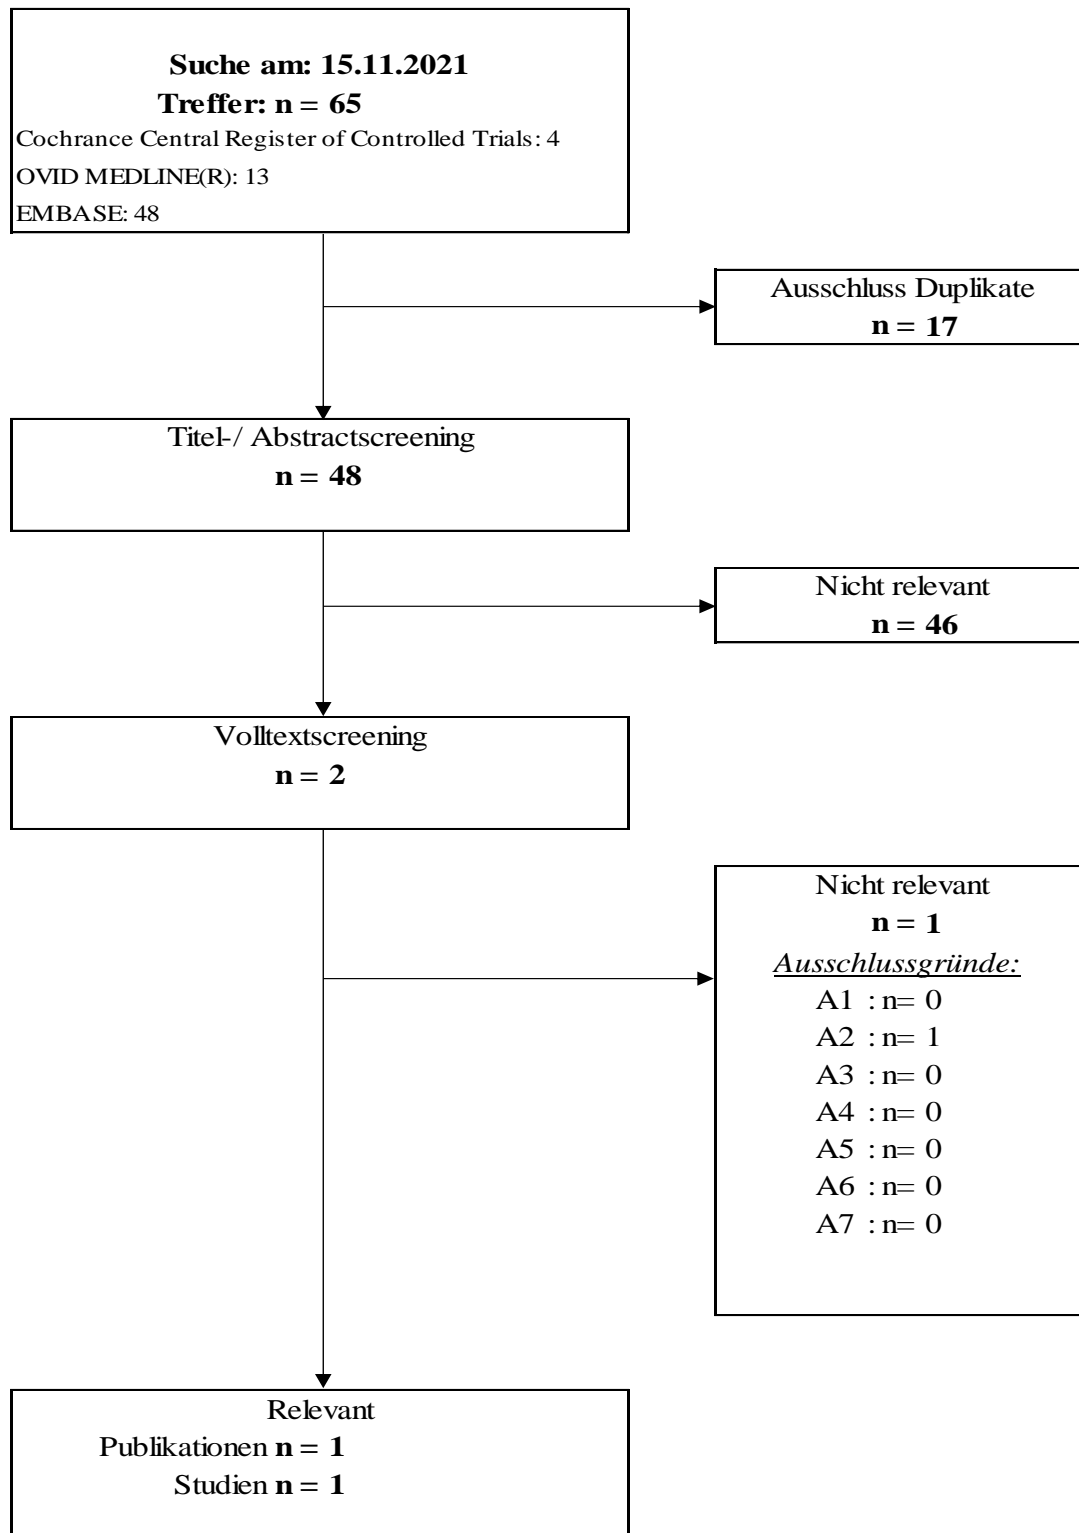 Suche am: 15.11.2021
Treffer: n = 65
Cochrance Central Register of Controlled Trials: 4
OVID MEDLINE(R): 13
EMBASE: 48
Ausschluss Duplikate
n = 17
Titel-/ Abstractscreening
n = 48
Nicht relevant
n = 46
Volltextscreening
n = 2
Nicht relevant
n = 1
Ausschlussgründe:
A1 : n= 0
A2 : n= 1
A3 : n= 0
A4 : n= 0
A5 : n= 0
A6 : n= 0
A7 : n= 0
Relevant
Publikationen n = 1
Studien n = 1